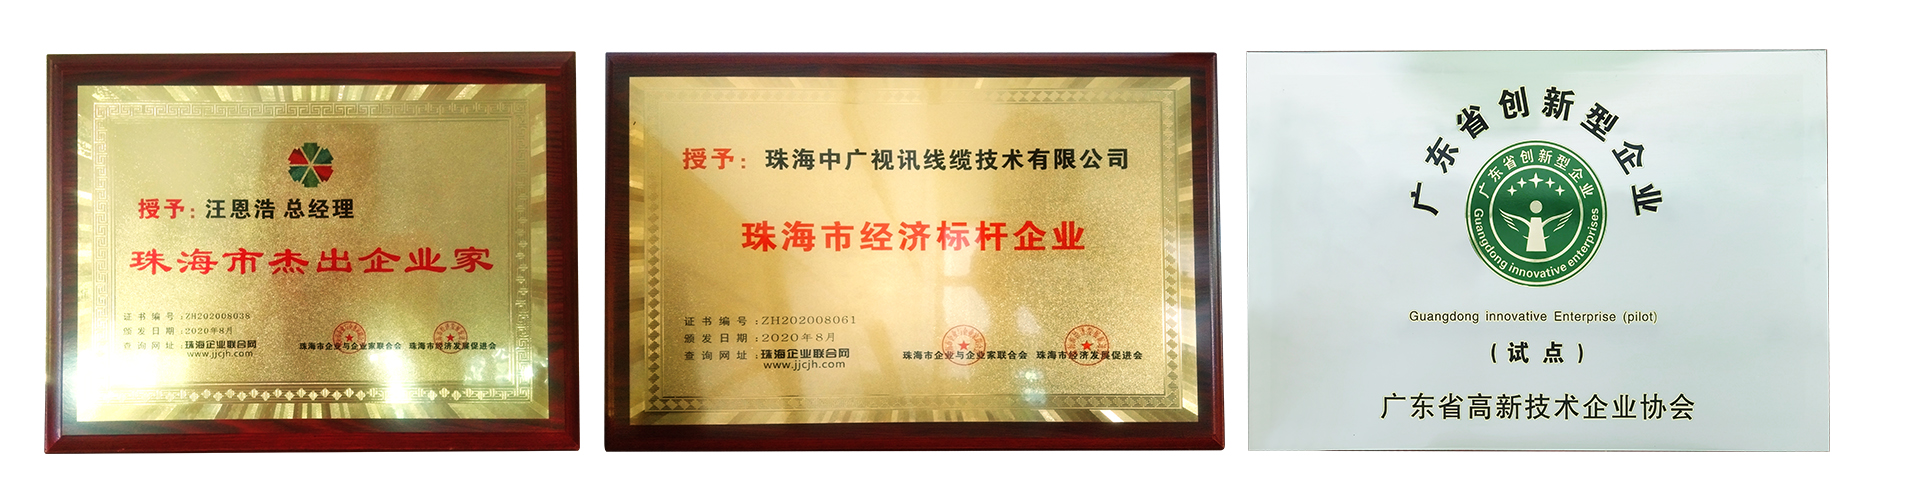 授予：汪恩浩 总经理
珠海市杰出企业家
证书编号：ZH202008038
颁发日期：2020年8月
查询网址：珠海企业联合网
www.jjcjh.com
珠海市企业与企业家联合会 珠海市经济发展促进会
授予：珠海中广视讯线缆技术有限公司
珠海市经济标杆企业
证书编号：ZH202008061
颁发日期：2020年8月
查询网址：珠海企业联合网
www.jjcjh.com
珠海市企业与企业家联合会 珠海市经济发展促进会
广东省创新型企业
广东省创新型企业
Guangdong innovative enterprises
Guangdong innovative Enterprise (pilot)
(试点)
广东省高新技术企业协会